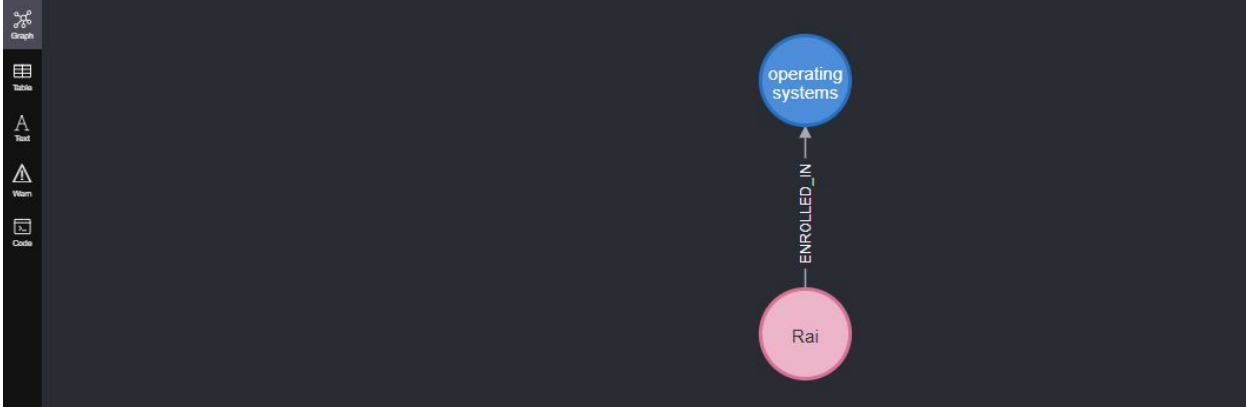 Graph
Table
Text
Warn
Code
operating
systems
ENROLLED_IN
Rai